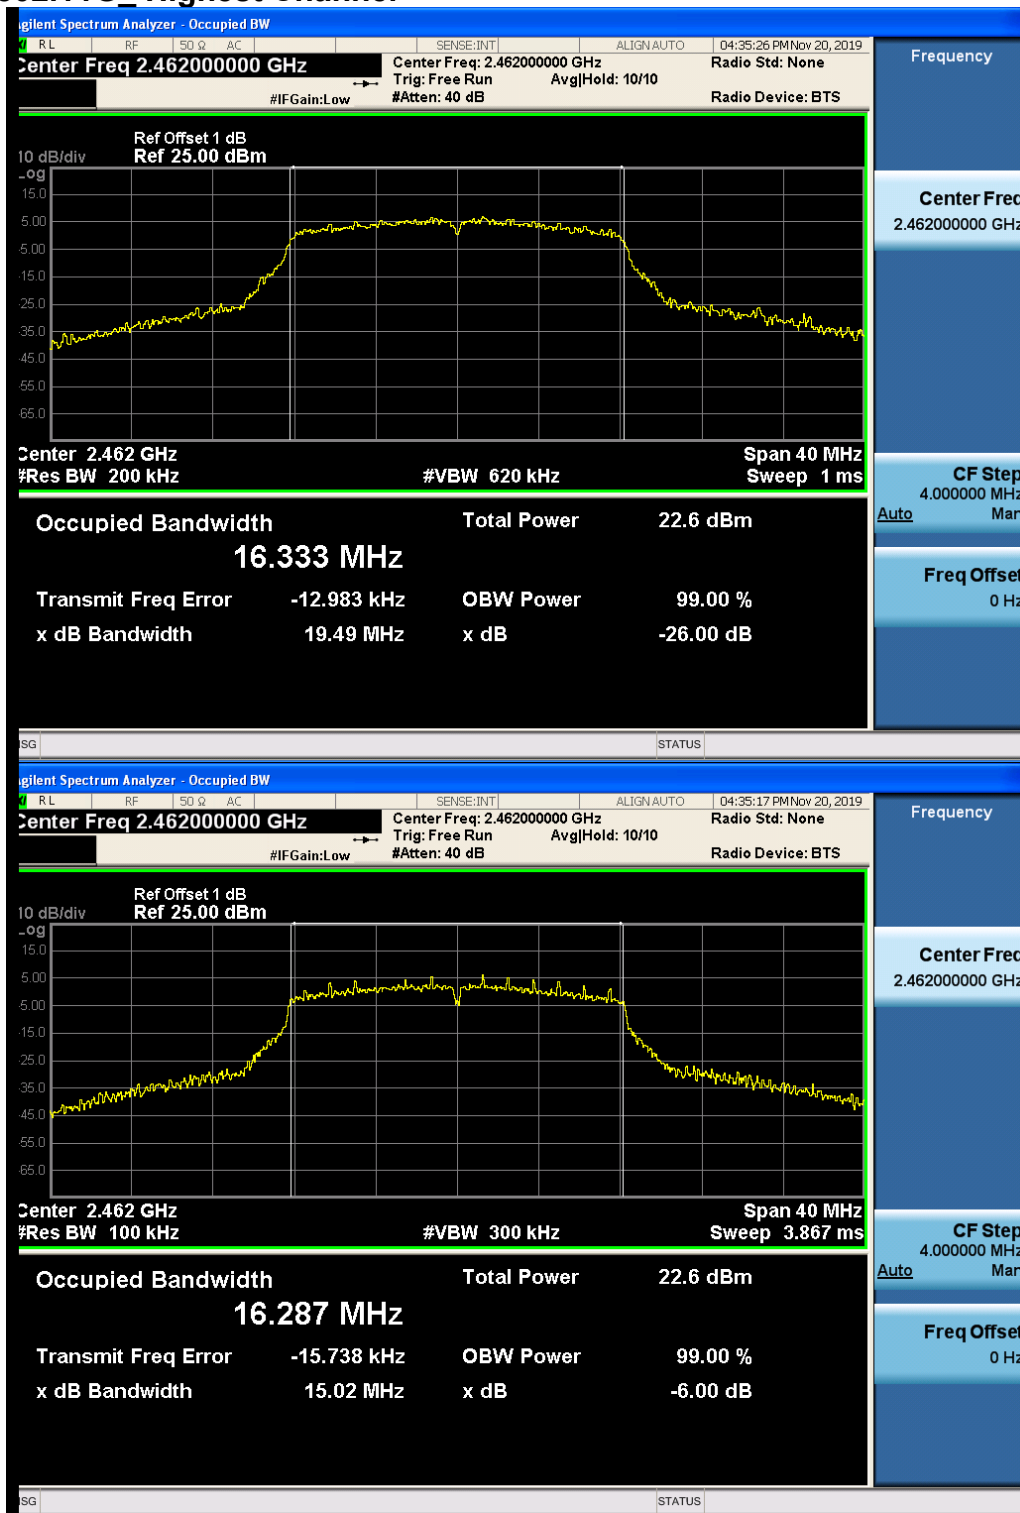 Agilent Spectrum Analyzer - Occupied BW
RL RF 50 Ω AC SENSE:INT ALIGN AUTO 04:35:26 PM Nov 20, 2019
Center Freq 2.462000000 GHz
Center Freq: 2.462000000 GHz
Radio Std: None
Trig: Free Run Avg|Hold: 10/10
#IFGain:Low #Atten: 40 dB Radio Device: BTS
Frequency
Ref Offset 1 dB
10 dB/div Ref 25.00 dBm
Log
15.0
5.00
-5.00
-15.0
-25.0
-35.0
-45.0
-55.0
-65.0
Center Freq
2.462000000 GHz
Center 2.462 GHz Span 40 MHz
#Res BW 200 kHz #VBW 620 kHz Sweep 1 ms
CF Step
4.000000 MHz
Auto Man
Occupied Bandwidth Total Power 22.6 dBm
16.333 MHz
Transmit Freq Error -12.983 kHz OBW Power 99.00 %
x dB Bandwidth 19.49 MHz x dB -26.00 dB
Freq Offset
0 Hz
SG STATUS
Agilent Spectrum Analyzer - Occupied BW
RL RF 50 Ω AC SENSE:INT ALIGN AUTO 04:35:17 PM Nov 20, 2019
Center Freq 2.462000000 GHz
Center Freq: 2.462000000 GHz
Radio Std: None
Trig: Free Run Avg|Hold: 10/10
#IFGain:Low #Atten: 40 dB Radio Device: BTS
Frequency
Ref Offset 1 dB
10 dB/div Ref 25.00 dBm
Log
15.0
5.00
-5.00
-15.0
-25.0
-35.0
-45.0
-55.0
-65.0
Center Freq
2.462000000 GHz
Center 2.462 GHz Span 40 MHz
#Res BW 100 kHz #VBW 300 kHz Sweep 3.867 ms
CF Step
4.000000 MHz
Auto Man
Occupied Bandwidth Total Power 22.6 dBm
16.287 MHz
Transmit Freq Error -15.738 kHz OBW Power 99.00 %
x dB Bandwidth 15.02 MHz x dB -6.00 dB
Freq Offset
0 Hz
SG STATUS